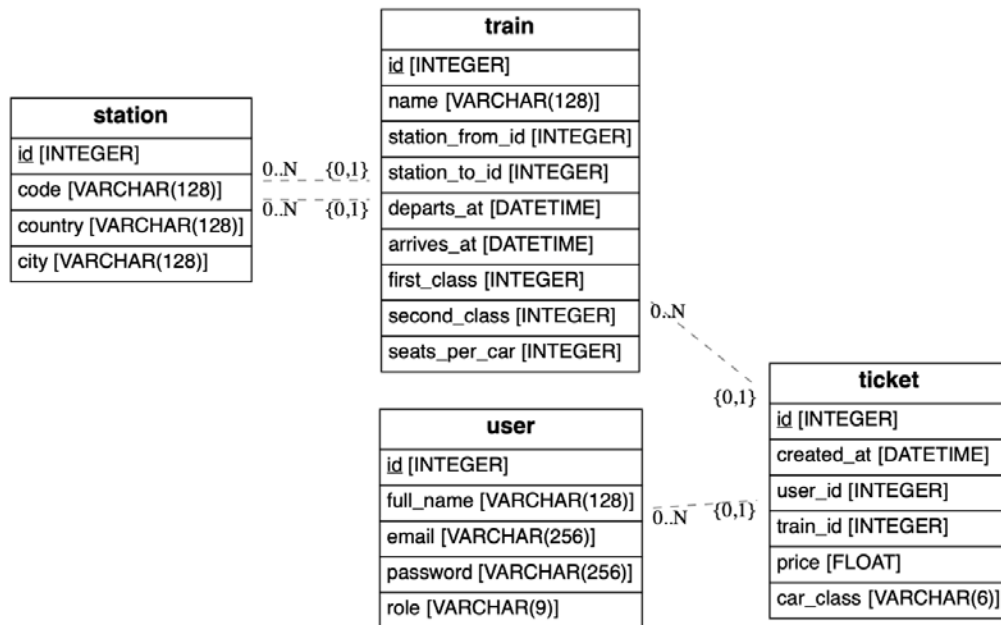 station
id [INTEGER]
code [VARCHAR(128)]
country [VARCHAR(128)]
city [VARCHAR(128)]
0..N {0,1}
0..N {0,1}
train
id [INTEGER]
name [VARCHAR(128)]
station_from_id [INTEGER]
station_to_id [INTEGER]
departs_at [DATETIME]
arrives_at [DATETIME]
first_class [INTEGER]
second_class [INTEGER]
seats_per_car [INTEGER]
0..N
{0,1}
user
id [INTEGER]
full_name [VARCHAR(128)]
email [VARCHAR(256)]
password [VARCHAR(256)]
role [VARCHAR(9)]
0..N {0,1}
ticket
id [INTEGER]
created_at [DATETIME]
user_id [INTEGER]
train_id [INTEGER]
price [FLOAT]
car_class [VARCHAR(6)]